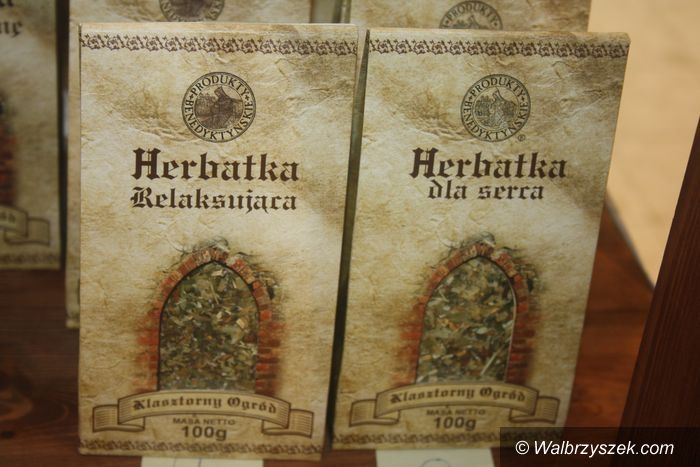 PRODUKTY
BENEDYKTYŃSKIE
Herbatka
Relaksująca
Klasztorny Ogród
MASA NETTO
100g
PRODUKTY
BENEDYKTYŃSKIE
®
Herbatka
dla serca
Klasztorny Ogród
MASA NETTO
100g
© Walbrzyszek.com